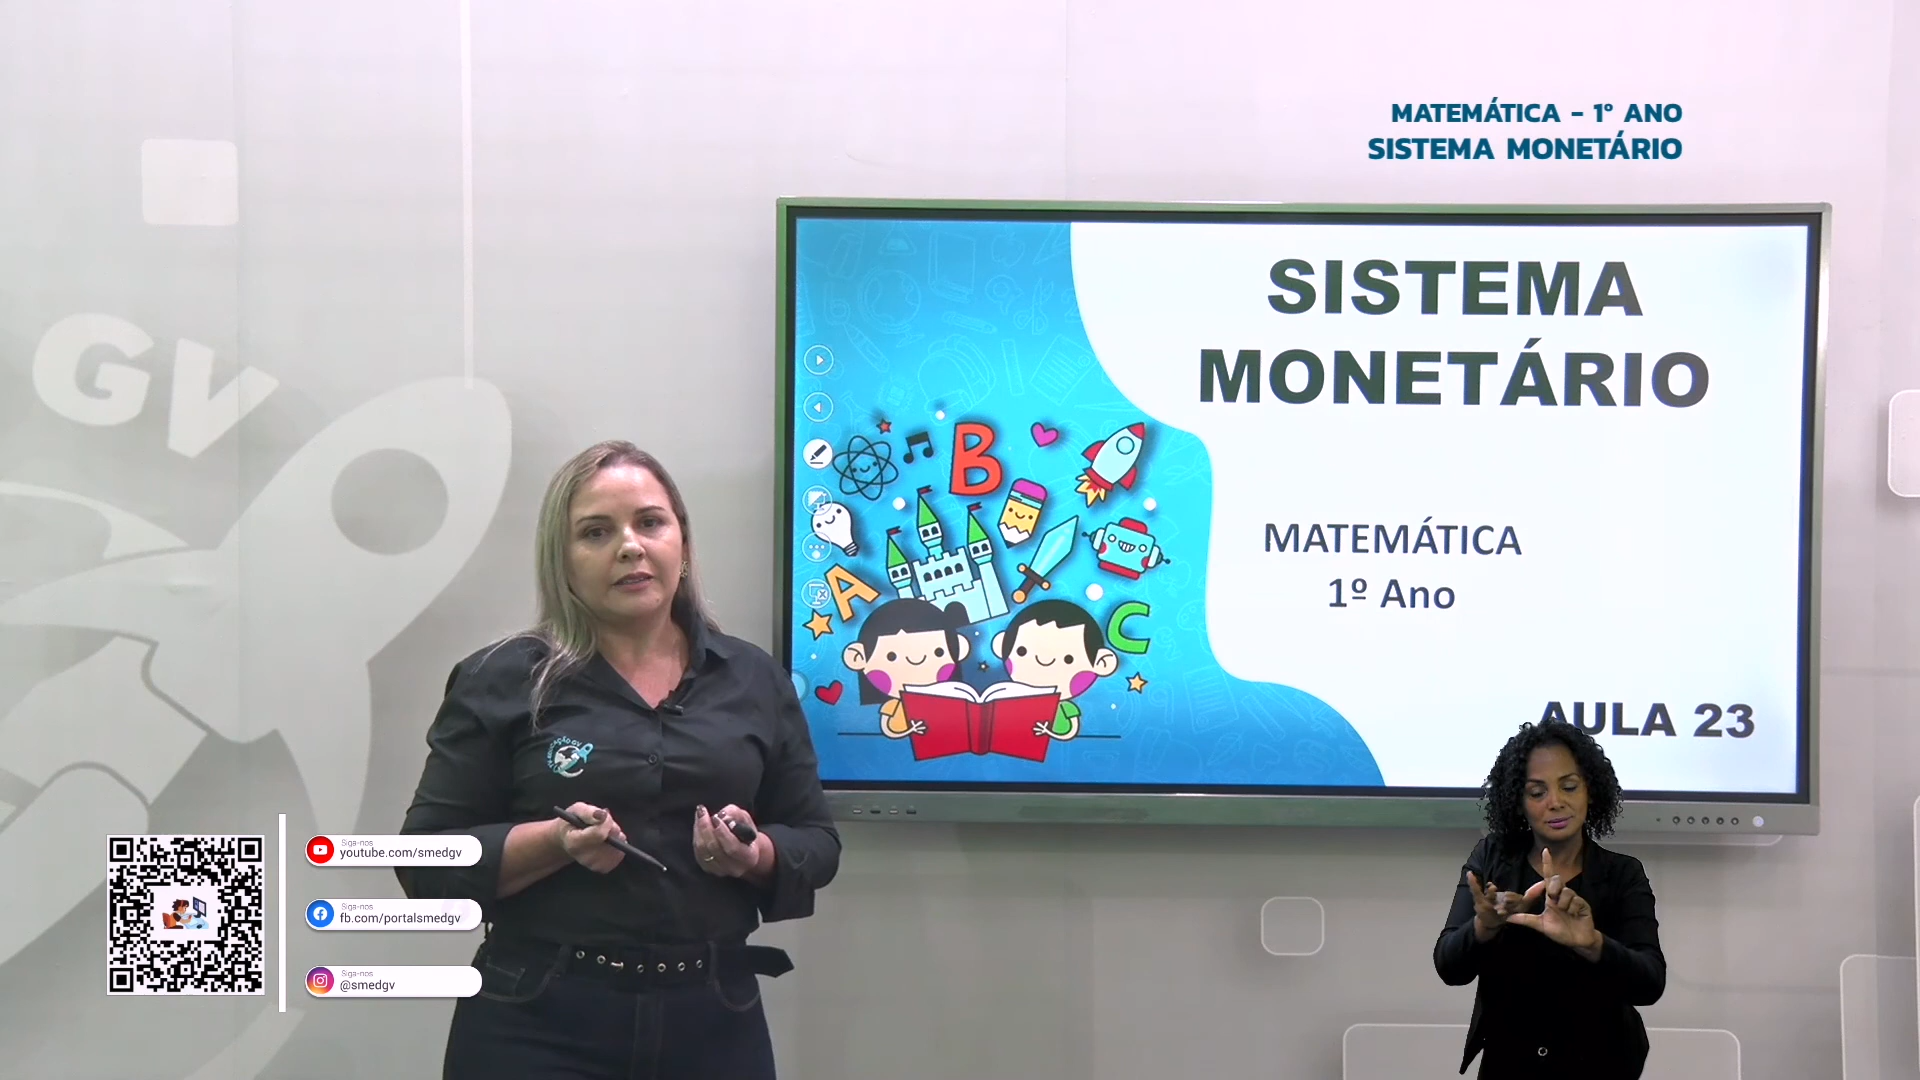 MATEMÁTICA - 1° ANO
SISTEMA MONETÁRIO
SISTEMA
MONETÁRIO
MATEMÁTICA
1º Ano
AULA 23
B
A
C
GV
Siga-nos
youtube.com/smedgv
Siga-nos
fb.com/portalsmedgv
Siga-nos
@smedgv